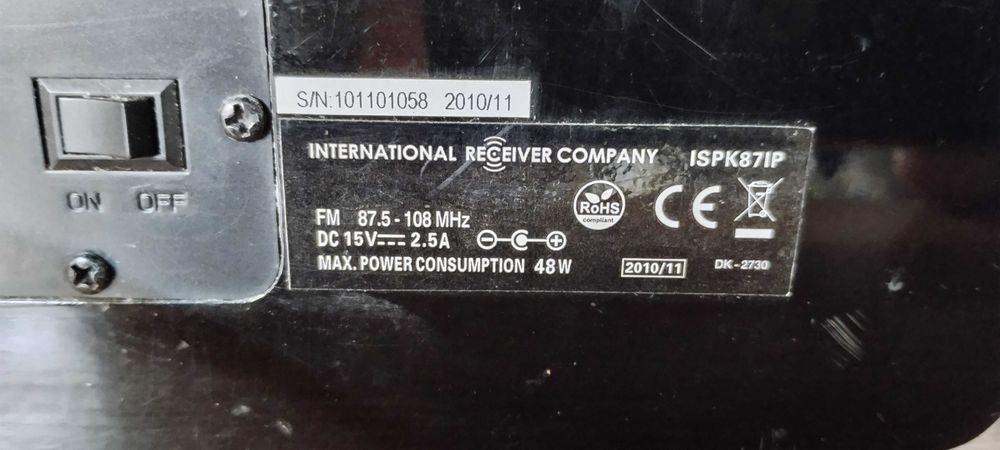 S/N:101101058 2010/11
INTERNATIONAL RECEIVER COMPANY ISPK87IP
RoHS
compliant
CE
FM 87.5 - 108 MHz
DC 15V⎓ 2.5A
MAX. POWER CONSUMPTION 48 W
2010/11 DK-2730
ON OFF